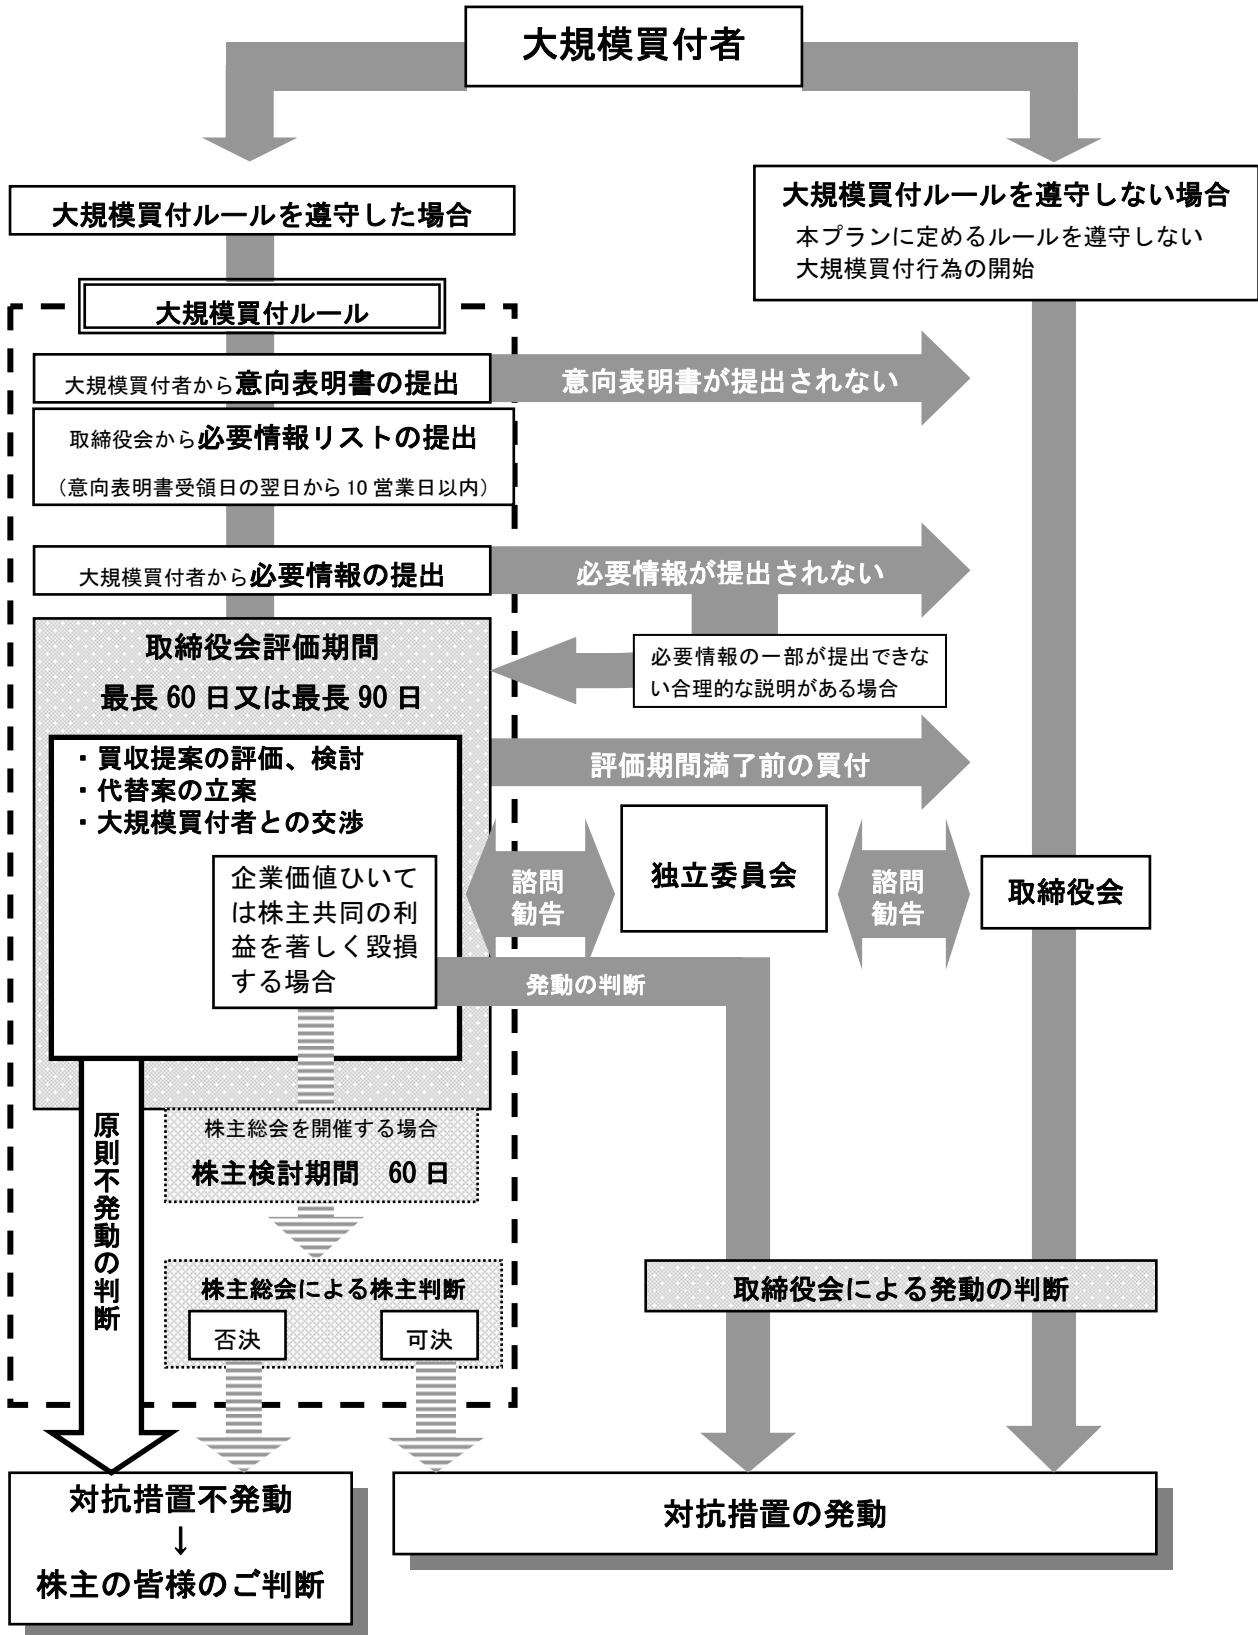 大規模買付者
大規模買付ルールを遵守した場合
大規模買付ルールを遵守しない場合
本プランに定めるルールを遵守しない
大規模買付行為の開始
大規模買付ルール
大規模買付者から意向表明書の提出
意向表明書が提出されない
取締役会から必要情報リストの提出
（意向表明書受領日の翌日から10営業日以内）
大規模買付者から必要情報の提出
必要情報が提出されない
必要情報の一部が提出できな
い合理的な説明がある場合
取締役会評価期間
最長60日又は最長90日
・買収提案の評価、検討
・代替案の立案
・大規模買付者との交渉
評価期間満了前の買付
企業価値ひいて
は株主共同の利
益を著しく毀損
する場合
諮問
勧告
独立委員会
諮問
勧告
取締役会
発動の判断
原則不発動の判断
株主総会を開催する場合
株主検討期間　60日
株主総会による株主判断
否決
可決
取締役会による発動の判断
対抗措置不発動
↓
株主の皆様のご判断
対抗措置の発動